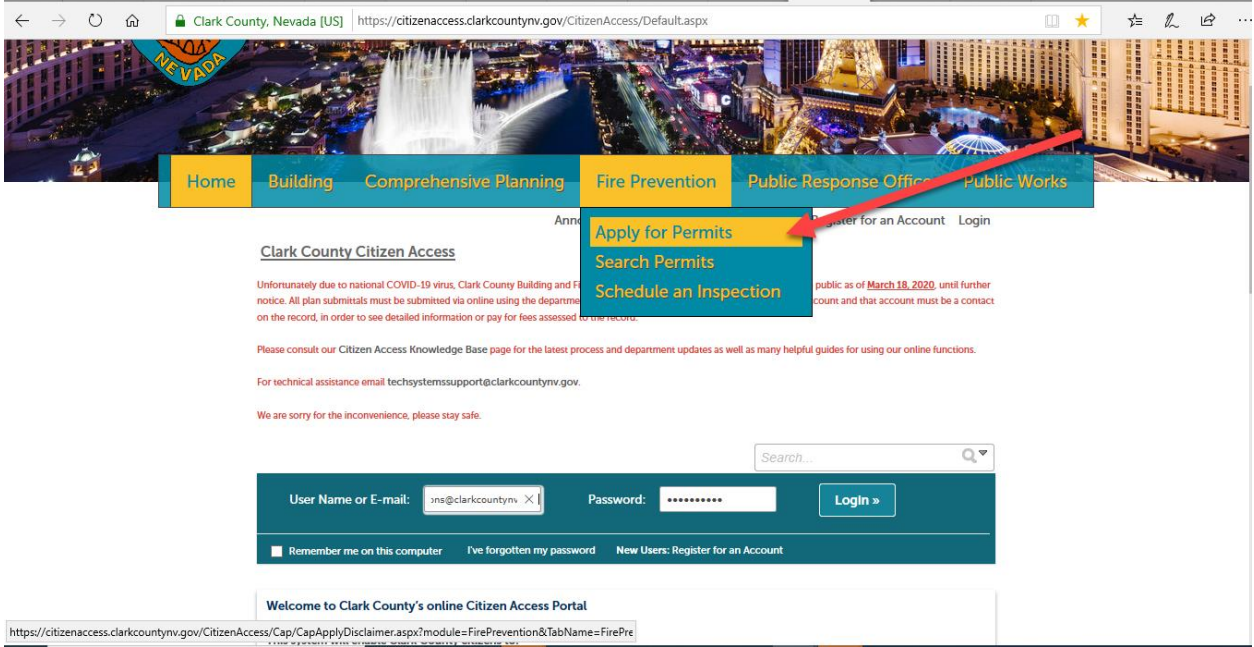 Clark County, Nevada [US] https://citizenaccess.clarkcountynv.gov/CitizenAccess/Default.aspx
NEVADA
Home Building Comprehensive Planning Fire Prevention Public Response Office Public Works
Register for an Account Login
Apply for Permits
Search Permits
Schedule an Inspection
Clark County Citizen Access
Unfortunately due to national COVID-19 virus, Clark County Building and public as of March 18, 2020, until further
notice. All plan submittals must be submitted via online using the and that account must be a contact
on the record, in order to see detailed information or pay for fees assessed to the record.
Please consult our Citizen Access Knowledge Base page for the latest process and department updates as well as many helpful guides for using our online functions.
For technical assistance email techsystemssupport@clarkcountynv.gov.
We are sorry for the inconvenience, please stay safe.
Search...
User Name or E-mail: ons@clarkcountynv Password: •••••••••• Login »
Remember me on this computer I've forgotten my password New Users: Register for an Account
Welcome to Clark County's online Citizen Access Portal
This system will enable Clark County citizens to:
https://citizenaccess.clarkcountynv.gov/CitizenAccess/Cap/CapApplyDisclaimer.aspx?module=FirePrevention&TabName=FirePre